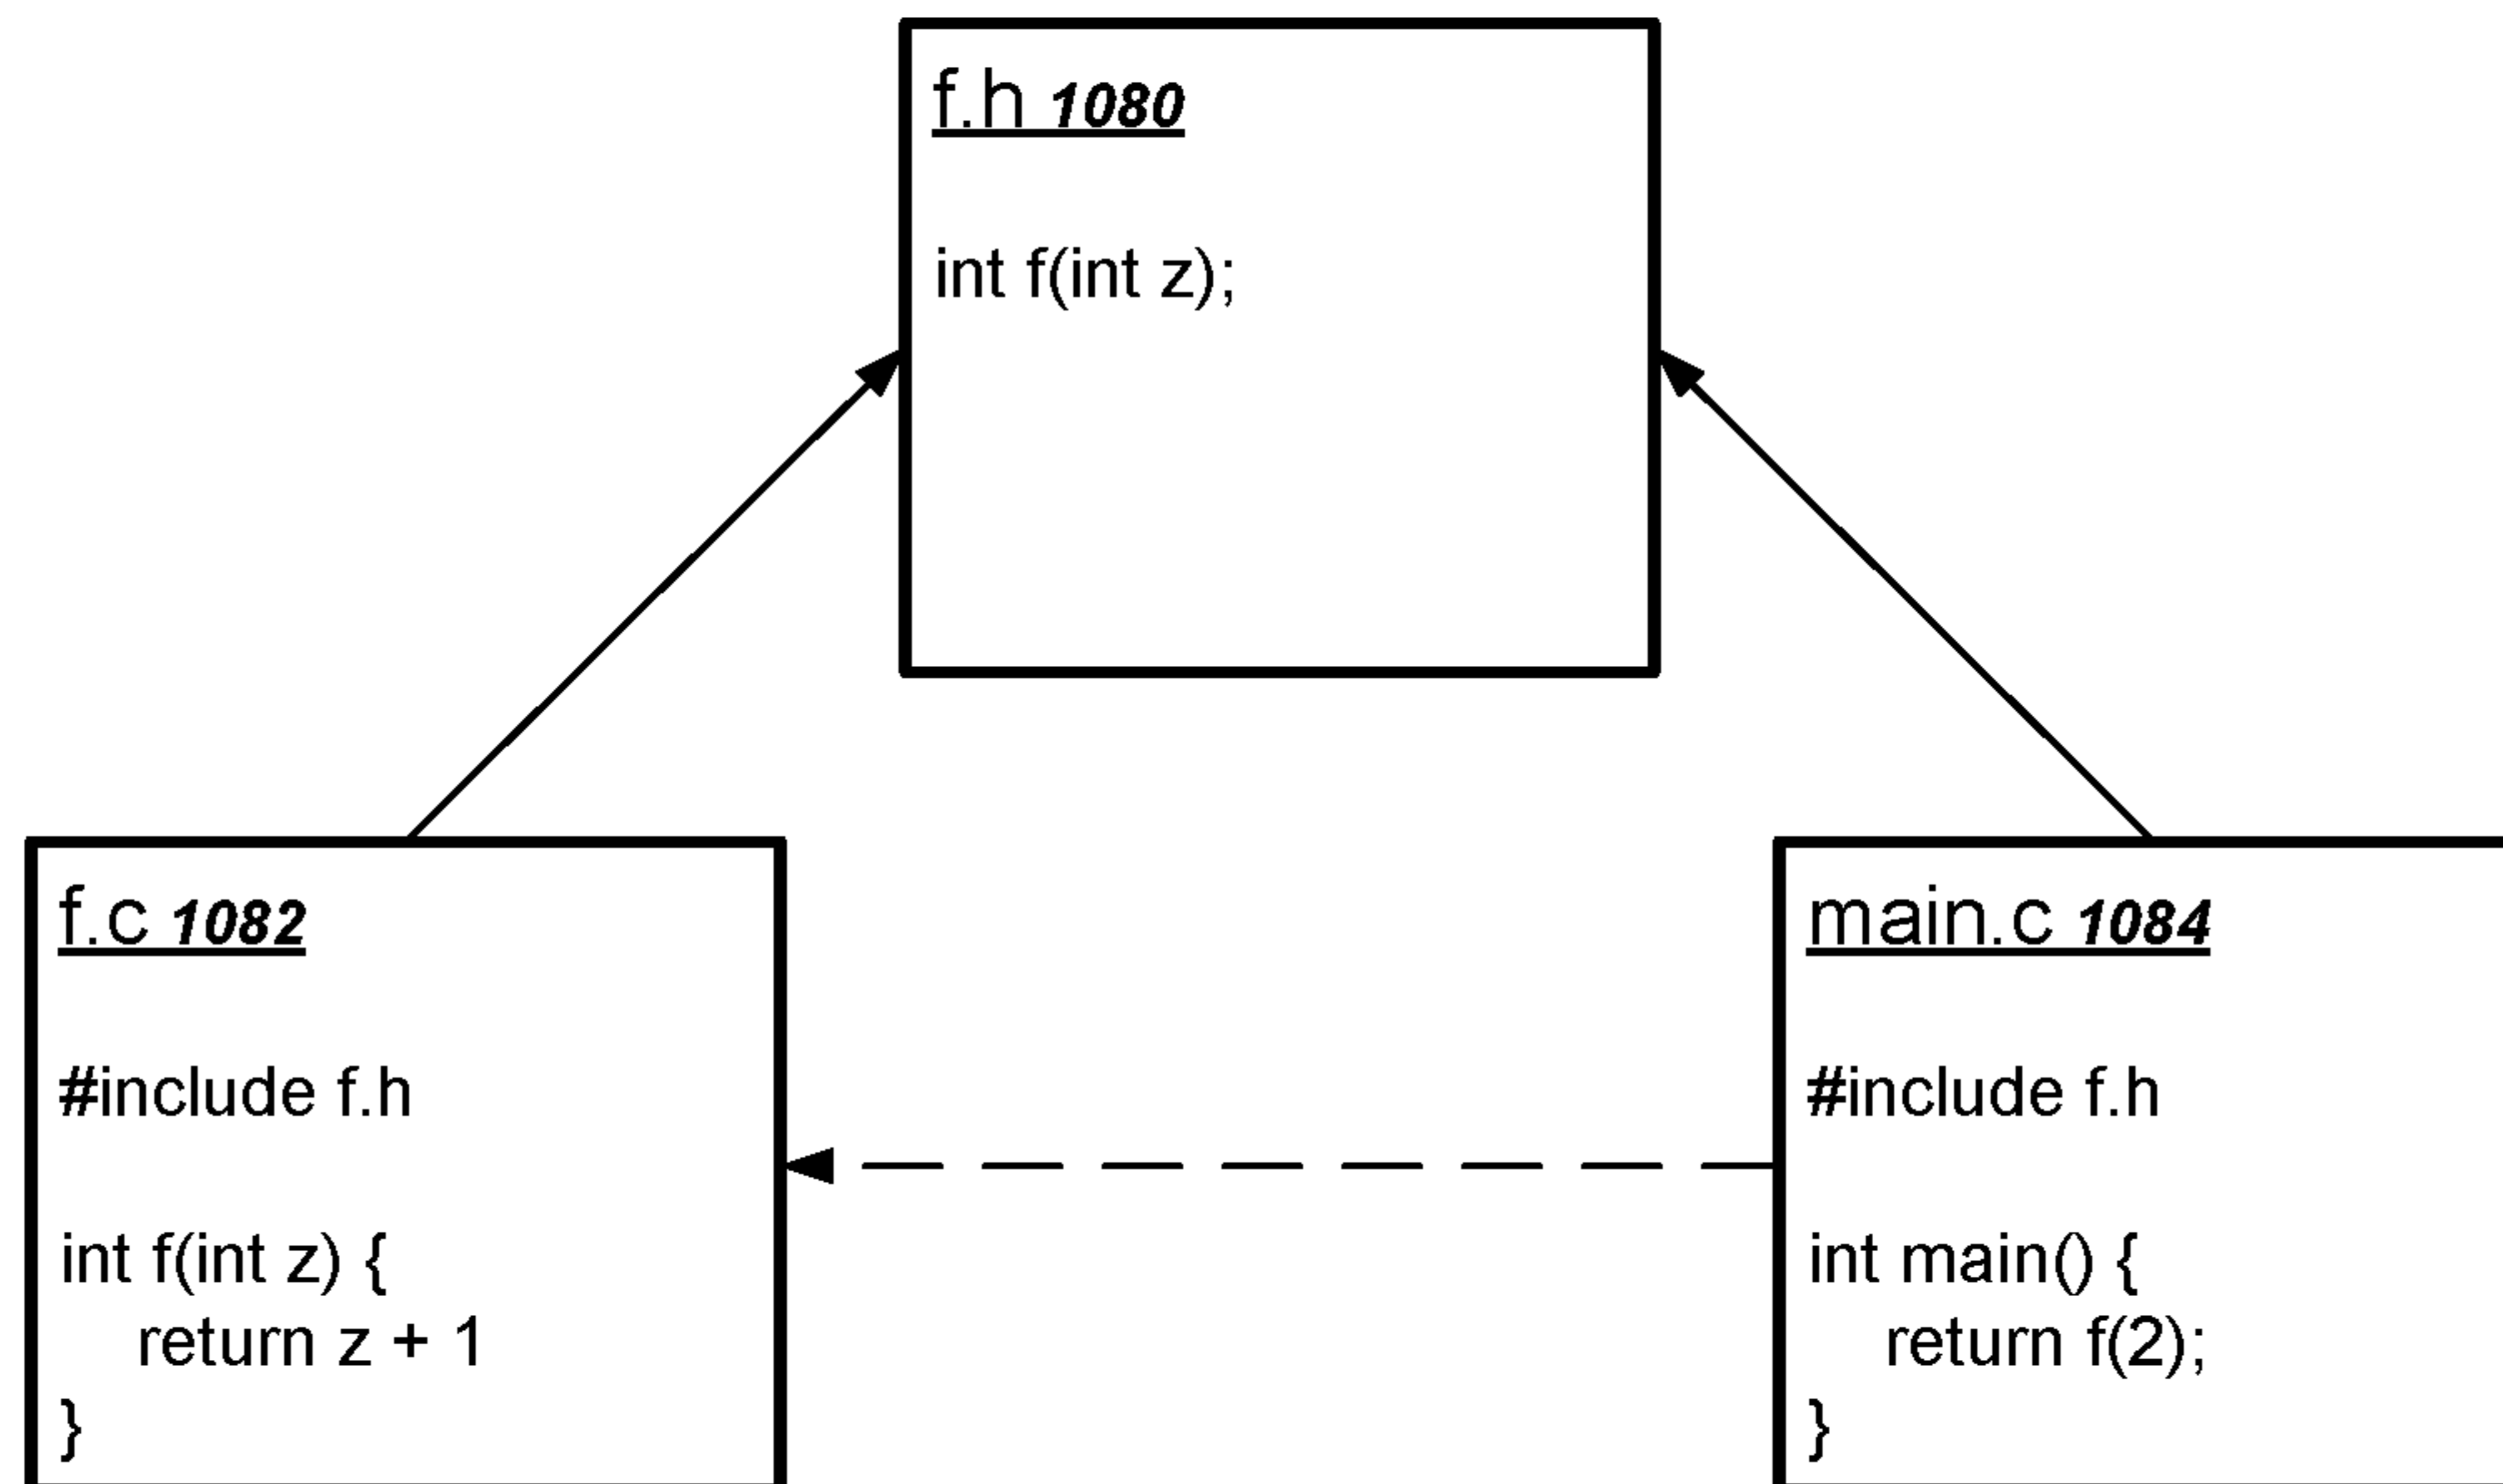 f.h 1080
int f(int z);
f.c 1082
#include f.h
int f(int z) {
return z + 1
}
main.c 1084
#include f.h
int main() {
return f(2);
}